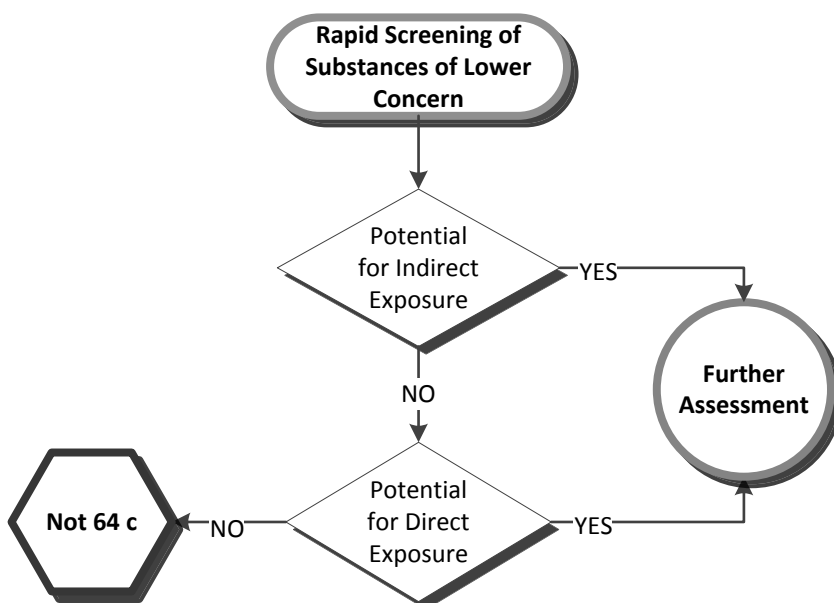 Rapid Screening of
Substances of Lower
Concern
Potential
for Indirect
Exposure
YES
NO
Further
Assessment
Potential
for Direct
Exposure
YES
NO
Not 64 c